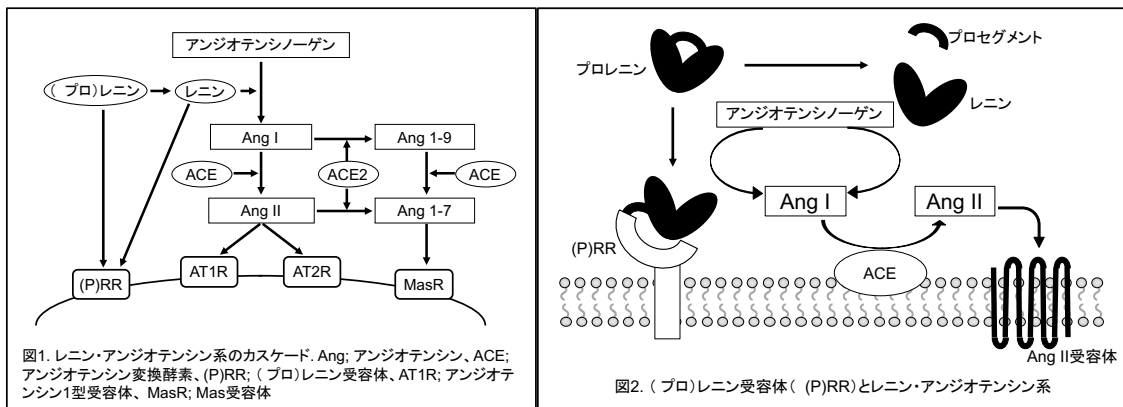 アンジオテンシノーゲン
(プロ)レニン
レニン
Ang I
Ang 1-9
ACE
ACE2
ACE
Ang II
Ang 1-7
(P)RR
AT1R
AT2R
MasR
図1. レニン・アンジオテンシン系のカスケード. Ang; アンジオテンシン、ACE;
アンジオテンシン変換酵素、(P)RR; (プロ)レニン受容体、AT1R; アンジオテ
ンシン1型受容体、 MasR; Mas受容体
プロレニン
プロセグメント
レニン
アンジオテンシノーゲン
Ang I
Ang II
(P)RR
ACE
Ang II受容体
図2. (プロ)レニン受容体( (P)RR)とレニン・アンジオテンシン系